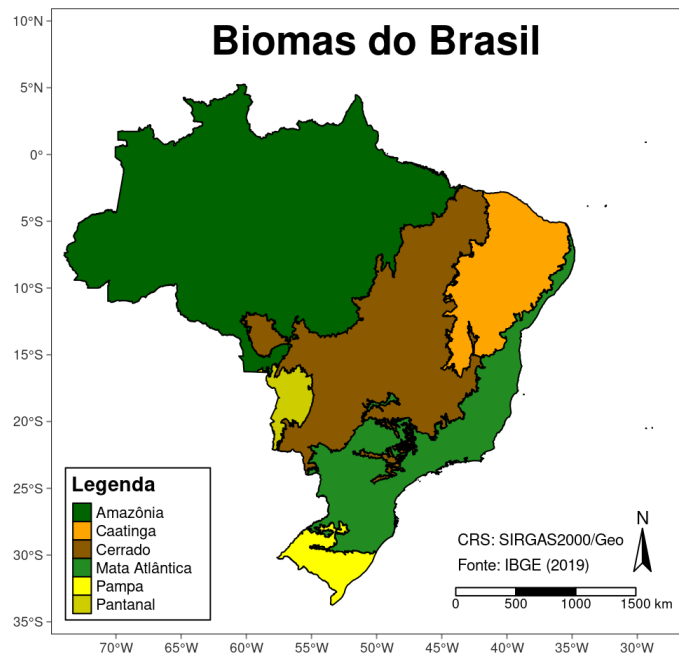 Biomas do Brasil
10°N
5°N
0°
5°S
10°S
15°S
20°S
25°S
30°S
35°S
Legenda
Amazônia
Caatinga
Cerrado
Mata Atlântica
Pampa
Pantanal
N
CRS: SIRGAS2000/Geo
Fonte: IBGE (2019)
0 500 1000 1500 km
70°W 65°W 60°W 55°W 50°W 45°W 40°W 35°W 30°W